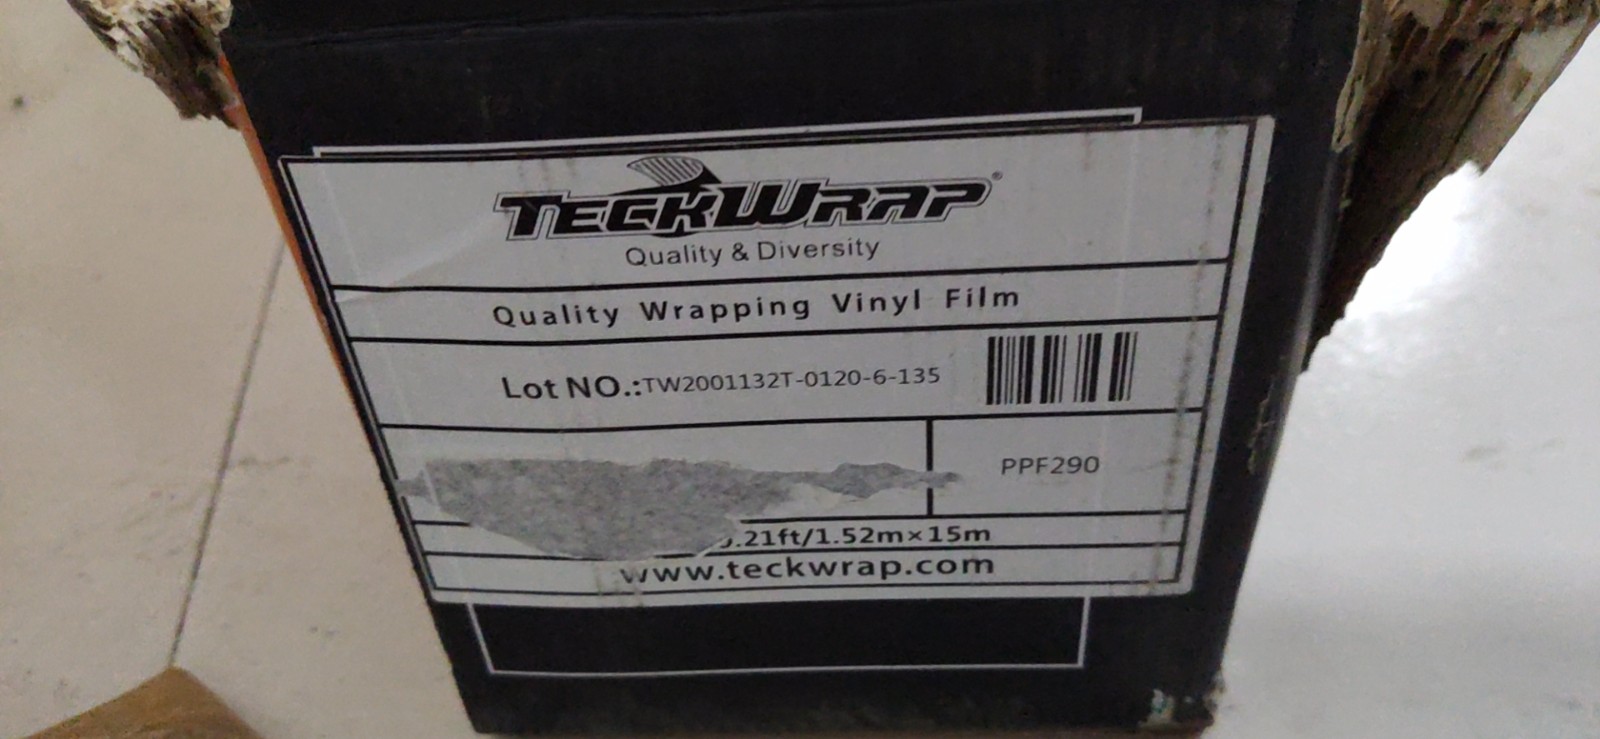 TECKWRAP®
Quality & Diversity
Quality Wrapping Vinyl Film
Lot NO.:TW2001132T-0120-6-135
PPF290
.21ft/1.52m×15m
www.teckwrap.com